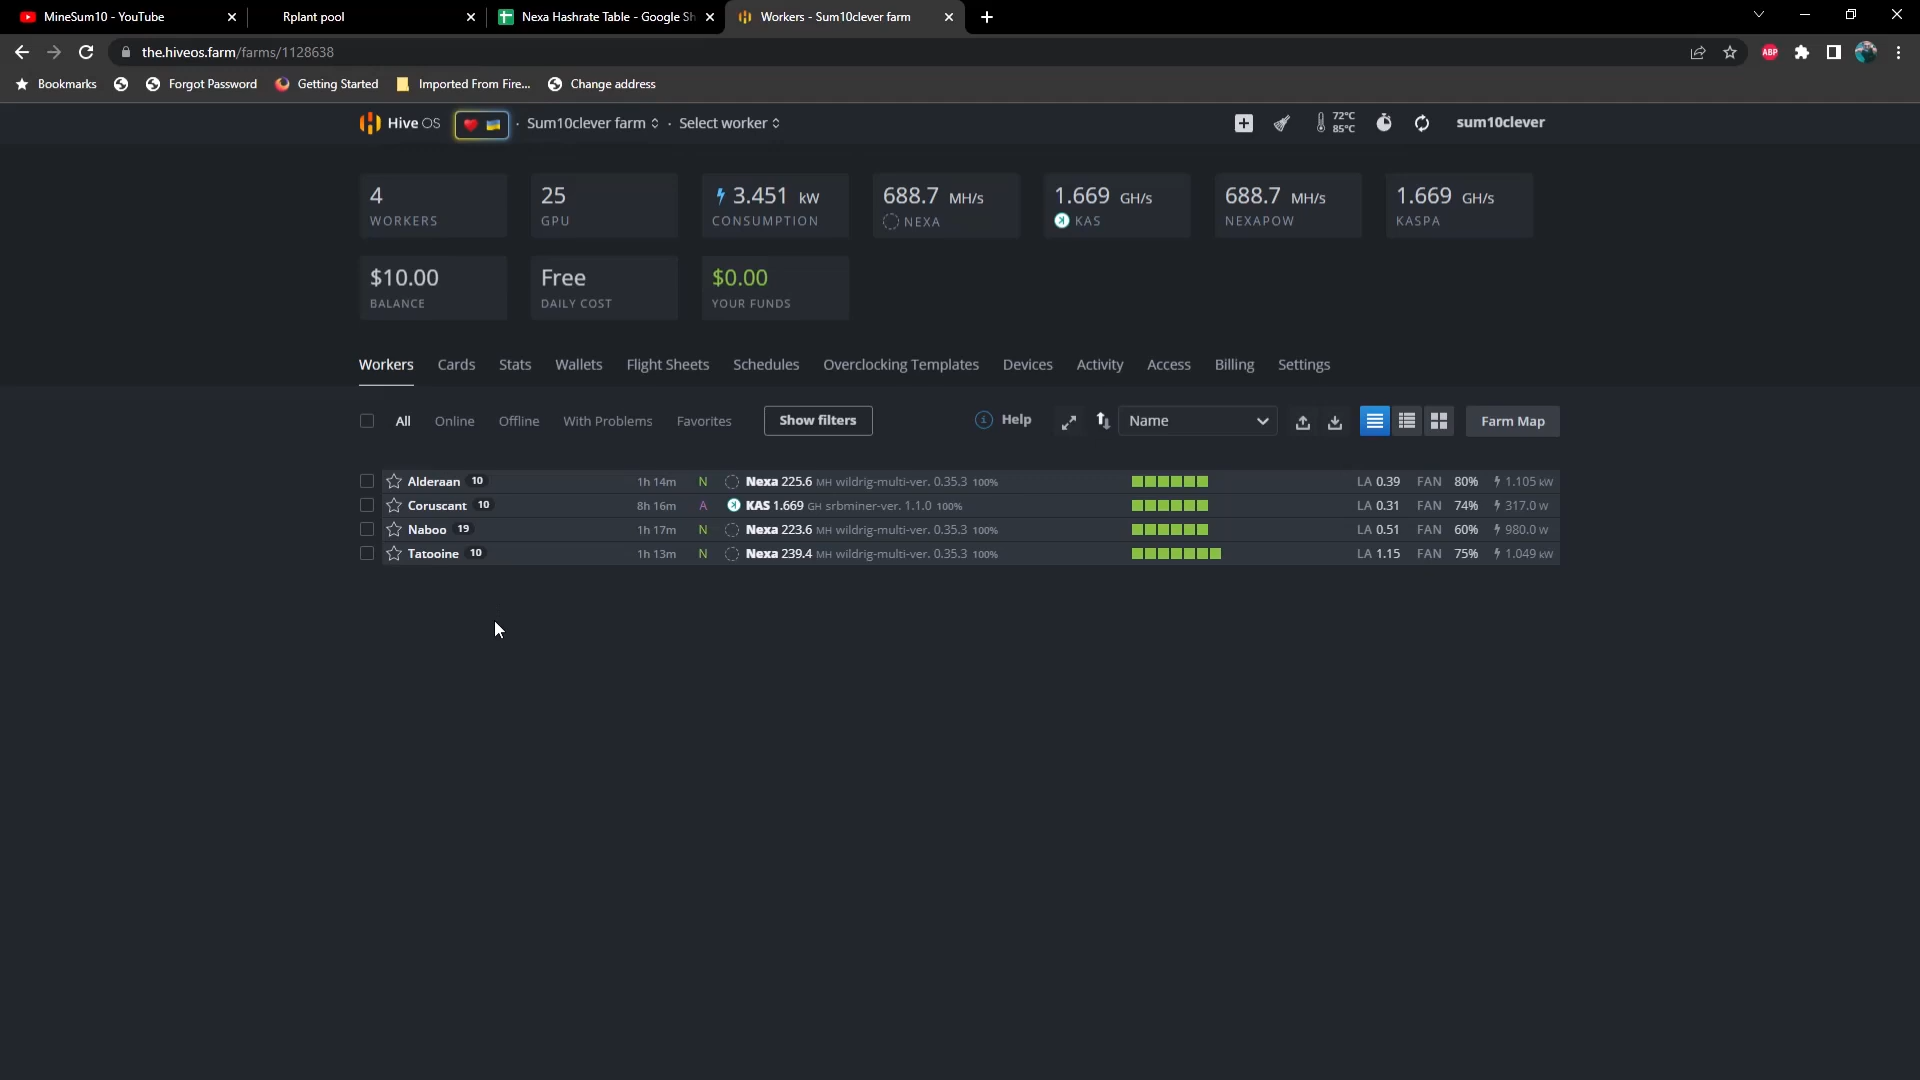 MineSum10 - YouTube Rplant pool Nexa Hashrate Table - Google Sh Workers - Sum10clever farm
the.hiveos.farm/farms/1128638 ABP
Bookmarks Forgot Password Getting Started Imported From Fire... Change address
Hive OS · Sum10clever farm · Select worker 72°C 85°C sum10clever
4 25 3.451 kW 688.7 MH/s 1.669 GH/s 688.7 MH/s 1.669 GH/s
WORKERS GPU CONSUMPTION NEXA KAS NEXAPOW KASPA
$10.00 Free $0.00
BALANCE DAILY COST YOUR FUNDS
Workers Cards Stats Wallets Flight Sheets Schedules Overclocking Templates Devices Activity Access Billing Settings
All Online Offline With Problems Favorites Show filters Help Name Farm Map
Alderaan 10 1h 14m N Nexa 225.6 MH wildrig-multi-ver. 0.35.3 100% LA 0.39 FAN 80% 1.105 kW
Coruscant 10 8h 16m A KAS 1.669 GH srbminer-ver. 1.1.0 100% LA 0.31 FAN 74% 317.0 W
Naboo 19 1h 17m N Nexa 223.6 MH wildrig-multi-ver. 0.35.3 100% LA 0.51 FAN 60% 980.0 W
Tatooine 10 1h 13m N Nexa 239.4 MH wildrig-multi-ver. 0.35.3 100% LA 1.15 FAN 75% 1.049 kW